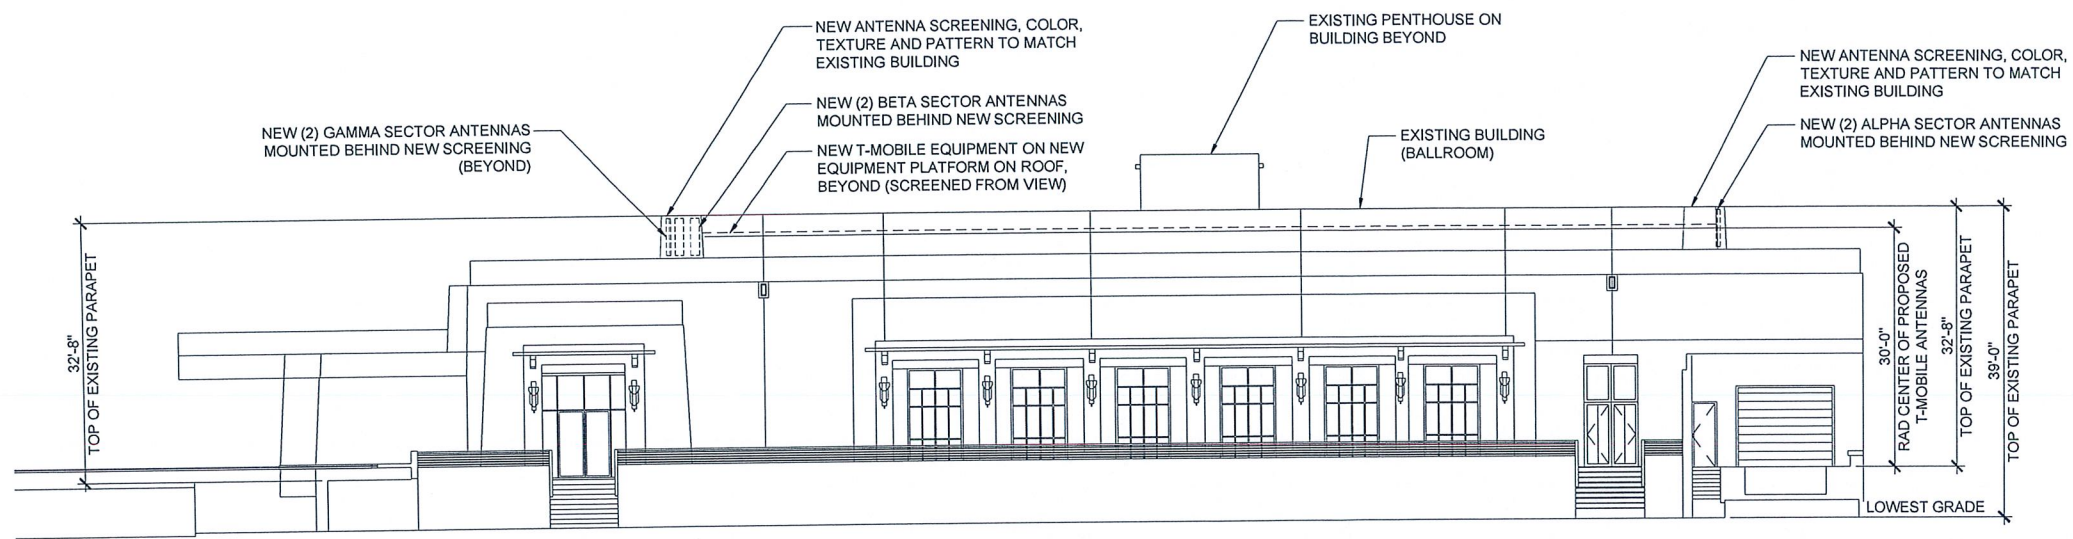 NEW ANTENNA SCREENING, COLOR,
TEXTURE AND PATTERN TO MATCH
EXISTING BUILDING
EXISTING PENTHOUSE ON
BUILDING BEYOND
NEW ANTENNA SCREENING, COLOR,
TEXTURE AND PATTERN TO MATCH
EXISTING BUILDING
NEW (2) GAMMA SECTOR ANTENNAS
MOUNTED BEHIND NEW SCREENING
(BEYOND)
NEW (2) BETA SECTOR ANTENNAS
MOUNTED BEHIND NEW SCREENING
NEW T-MOBILE EQUIPMENT ON NEW
EQUIPMENT PLATFORM ON ROOF,
BEYOND (SCREENED FROM VIEW)
EXISTING BUILDING
(BALLROOM)
NEW (2) ALPHA SECTOR ANTENNAS
MOUNTED BEHIND NEW SCREENING
32'-8"
TOP OF EXISTING PARAPET
30'-0"
RAD CENTER OF PROPOSED
T-MOBILE ANTENNAS
32'-8"
TOP OF EXISTING PARAPET
39'-0"
TOP OF EXISTING PARAPET
LOWEST GRADE